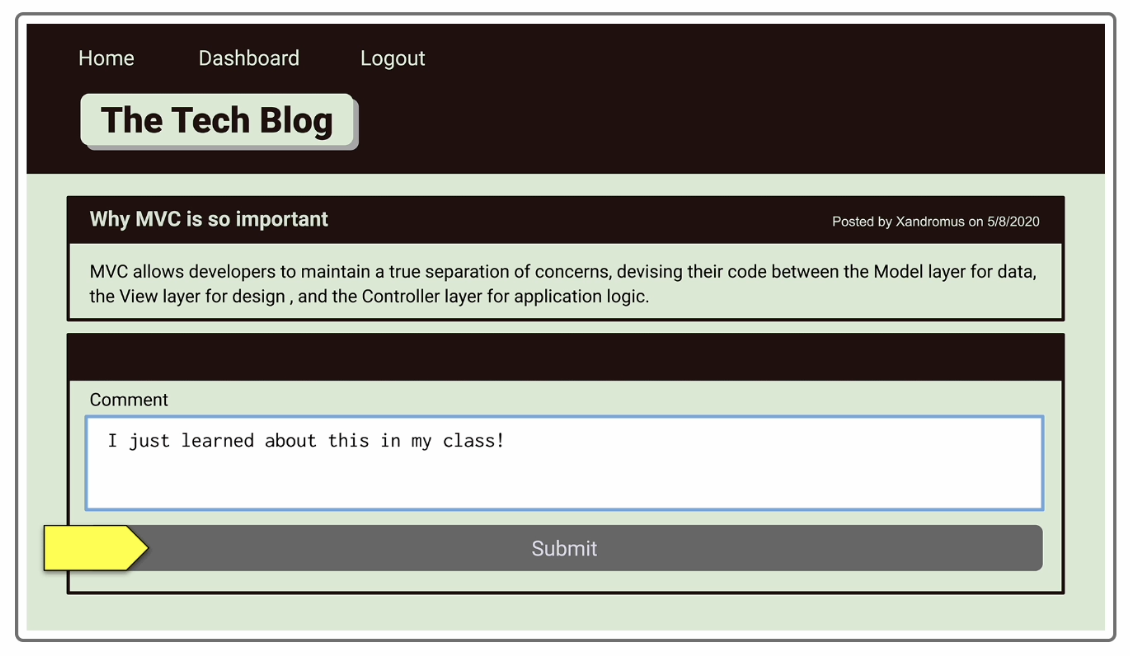 Home Dashboard Logout
The Tech Blog
Why MVC is so important
Posted by Xandromus on 5/8/2020
MVC allows developers to maintain a true separation of concerns, devising their code between the Model layer for data,
the View layer for design , and the Controller layer for application logic.
Comment
I just learned about this in my class!
Submit